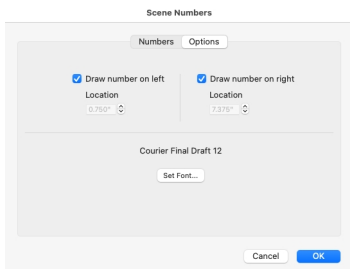 Scene Numbers
Numbers Options
Draw number on left Draw number on right
Location Location
0.750" 7.375"
Courier Final Draft 12
Set Font...
Cancel OK